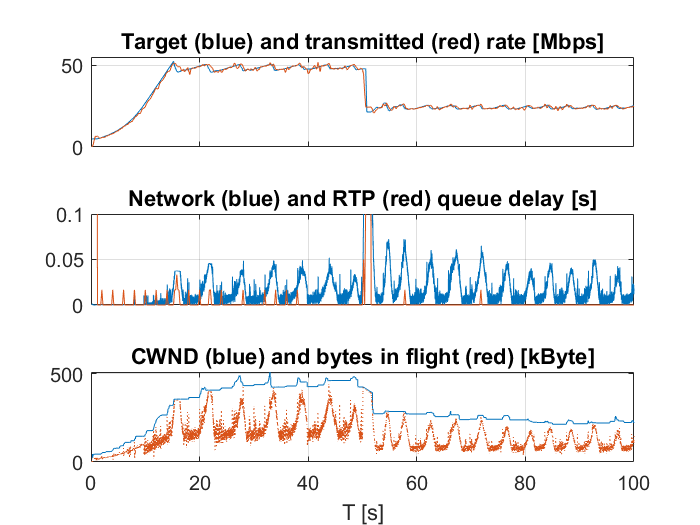 Target (blue) and transmitted (red) rate [Mbps]
50
0
Network (blue) and RTP (red) queue delay [s]
0.1
0.05
0
CWND (blue) and bytes in flight (red) [kByte]
500
0
0 20 40 60 80 100
T [s]